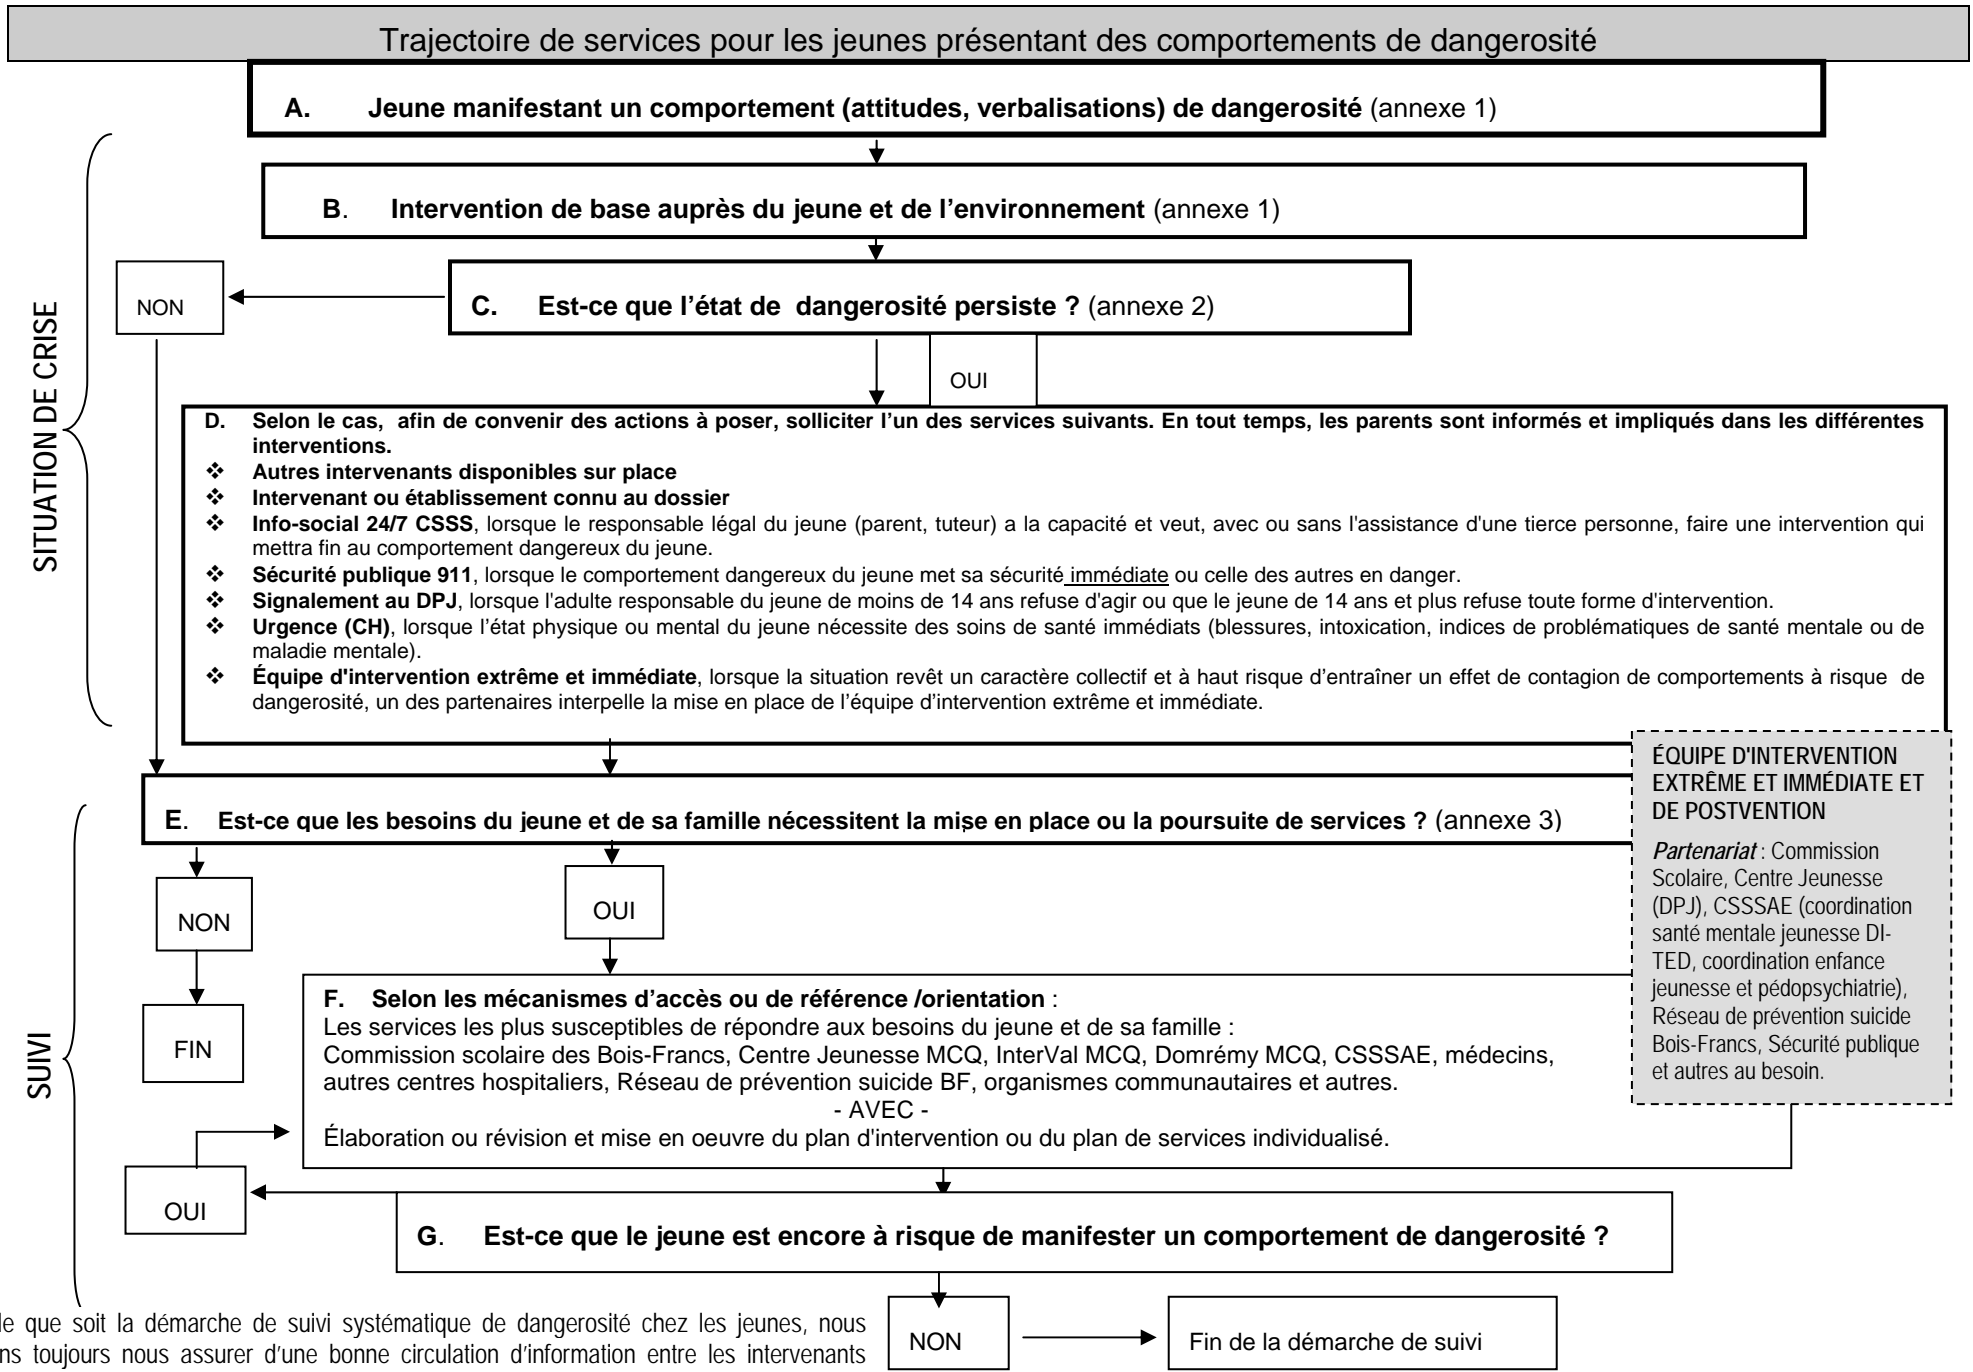 Trajectoire de services pour les jeunes présentant des comportements de dangerosité
A. Jeune manifestant un comportement (attitudes, verbalisations) de dangerosité (annexe 1)
B. Intervention de base auprès du jeune et de l'environnement (annexe 1)
NON
C. Est-ce que l'état de dangerosité persiste ? (annexe 2)
OUI
SITUATION DE CRISE
D. Selon le cas, afin de convenir des actions à poser, solliciter l'un des services suivants. En tout temps, les parents sont informés et impliqués dans les différentes
interventions.
❖ Autres intervenants disponibles sur place
❖ Intervenant ou établissement connu au dossier
❖ Info-social 24/7 CSSS, lorsque le responsable légal du jeune (parent, tuteur) a la capacité et veut, avec ou sans l'assistance d'une tierce personne, faire une intervention qui
mettra fin au comportement dangereux du jeune.
❖ Sécurité publique 911, lorsque le comportement dangereux du jeune met sa sécurité immédiate ou celle des autres en danger.
❖ Signalement au DPJ, lorsque l'adulte responsable du jeune de moins de 14 ans refuse d'agir ou que le jeune de 14 ans et plus refuse toute forme d'intervention.
❖ Urgence (CH), lorsque l'état physique ou mental du jeune nécessite des soins de santé immédiats (blessures, intoxication, indices de problématiques de santé mentale ou de
maladie mentale).
❖ Équipe d'intervention extrême et immédiate, lorsque la situation revêt un caractère collectif et à haut risque d'entraîner un effet de contagion de comportements à risque de
dangerosité, un des partenaires interpelle la mise en place de l'équipe d'intervention extrême et immédiate.
ÉQUIPE D'INTERVENTION
EXTRÊME ET IMMÉDIATE ET
DE POSTVENTION
Partenariat : Commission
Scolaire, Centre Jeunesse
(DPJ), CSSSAE (coordination
santé mentale jeunesse DI-
TED, coordination enfance
jeunesse et pédopsychiatrie),
Réseau de prévention suicide
Bois-Francs, Sécurité publique
et autres au besoin.
E. Est-ce que les besoins du jeune et de sa famille nécessitent la mise en place ou la poursuite de services ? (annexe 3)
NON
OUI
FIN
SUIVI
F. Selon les mécanismes d'accès ou de référence /orientation :
Les services les plus susceptibles de répondre aux besoins du jeune et de sa famille :
Commission scolaire des Bois-Francs, Centre Jeunesse MCQ, InterVal MCQ, Domrémy MCQ, CSSSAE, médecins,
autres centres hospitaliers, Réseau de prévention suicide BF, organismes communautaires et autres.
- AVEC -
Élaboration ou révision et mise en oeuvre du plan d'intervention ou du plan de services individualisé.
OUI
G. Est-ce que le jeune est encore à risque de manifester un comportement de dangerosité ?
NON
Fin de la démarche de suivi
le que soit la démarche de suivi systématique de dangerosité chez les jeunes, nous
ns toujours nous assurer d'une bonne circulation d'information entre les intervenants